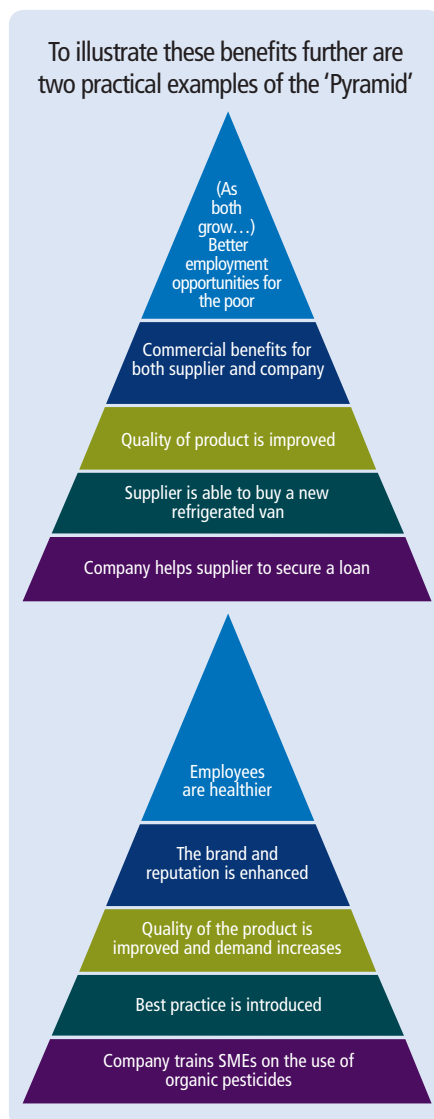 To illustrate these benefits further are
two practical examples of the ‘Pyramid’
(As
both
grow…)
Better
employment
opportunities for
the poor
Commercial benefits for
both supplier and company
Quality of product is improved
Supplier is able to buy a new
refrigerated van
Company helps supplier to secure a loan
Employees
are healthier
The brand and
reputation is enhanced
Quality of the product is
improved and demand increases
Best practice is introduced
Company trains SMEs on the use of
organic pesticides